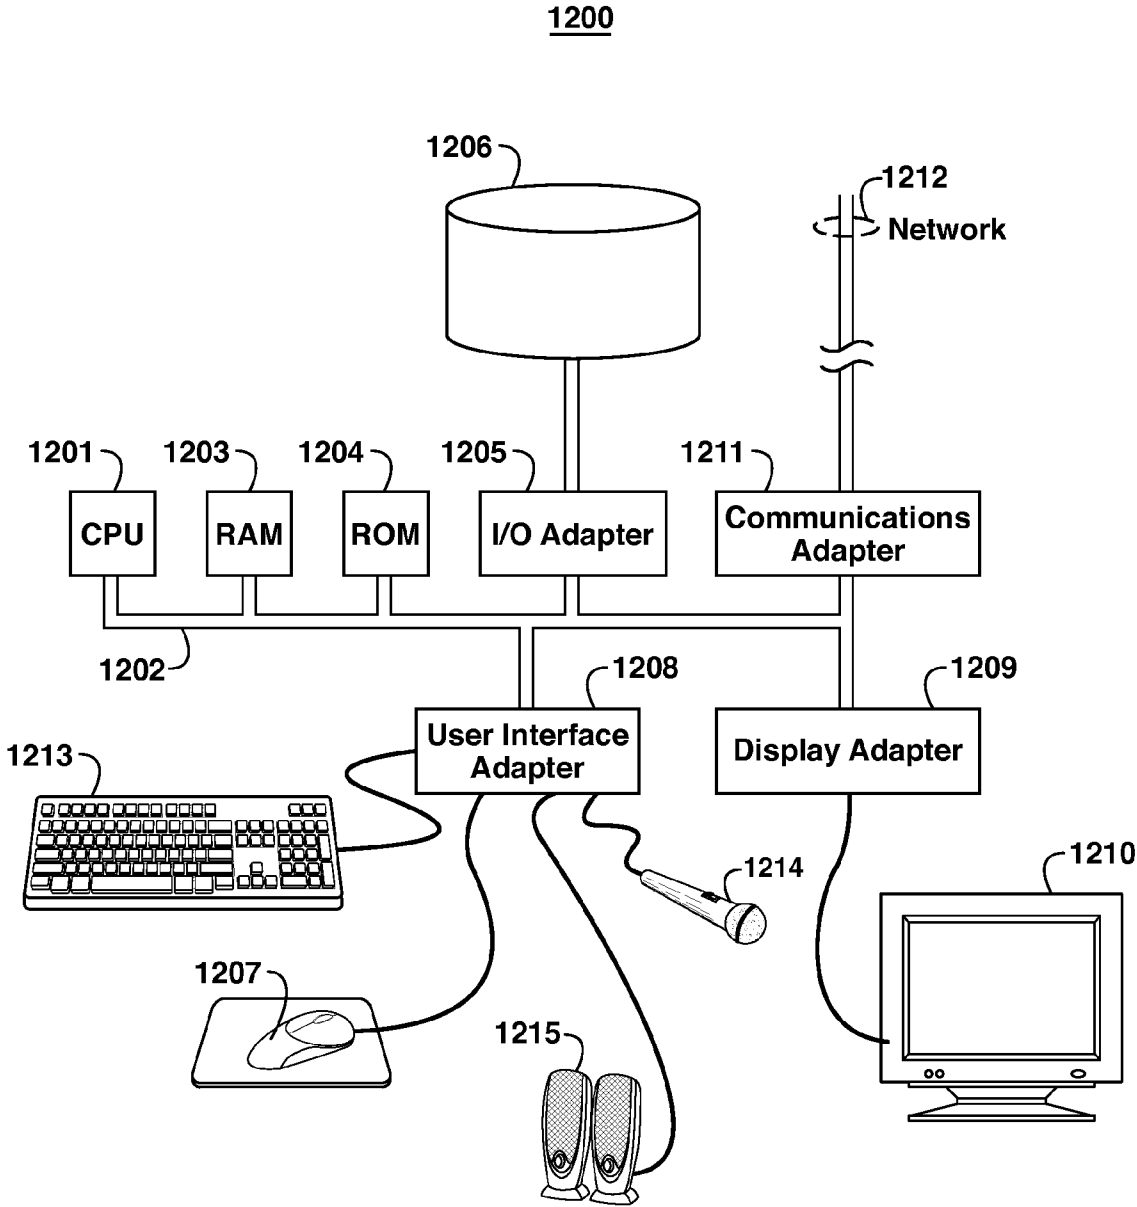 1200
1206
1212
Network
1201
1203
1204
1205
1211
CPU
RAM
ROM
I/O Adapter
Communications
Adapter
1202
1208
1209
User Interface
Adapter
Display Adapter
1213
1210
1214
1207
1215